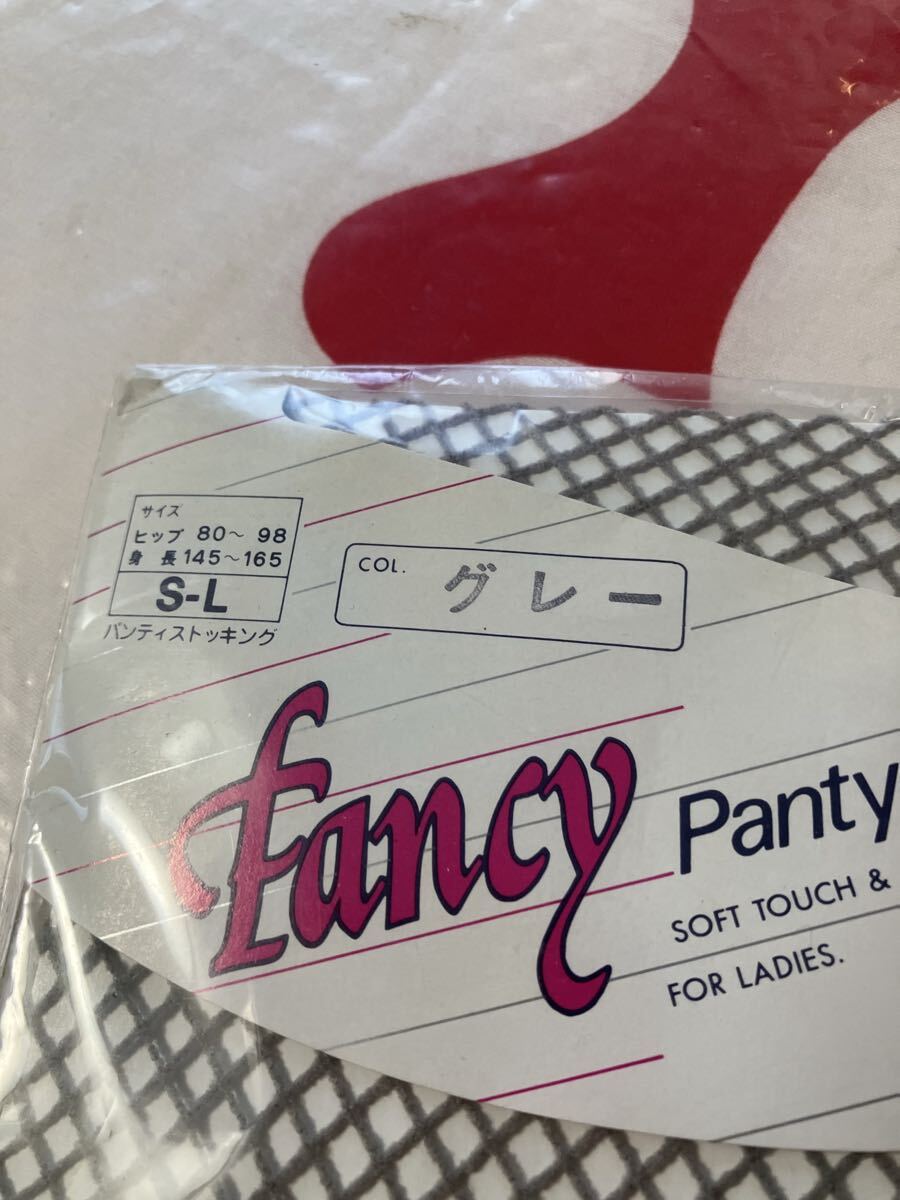 サイズ
ヒップ 80〜 98
身 長 145〜165
S-L
パンティストッキング
COL. グレー
fancy Panty
SOFT TOUCH &
FOR LADIES.